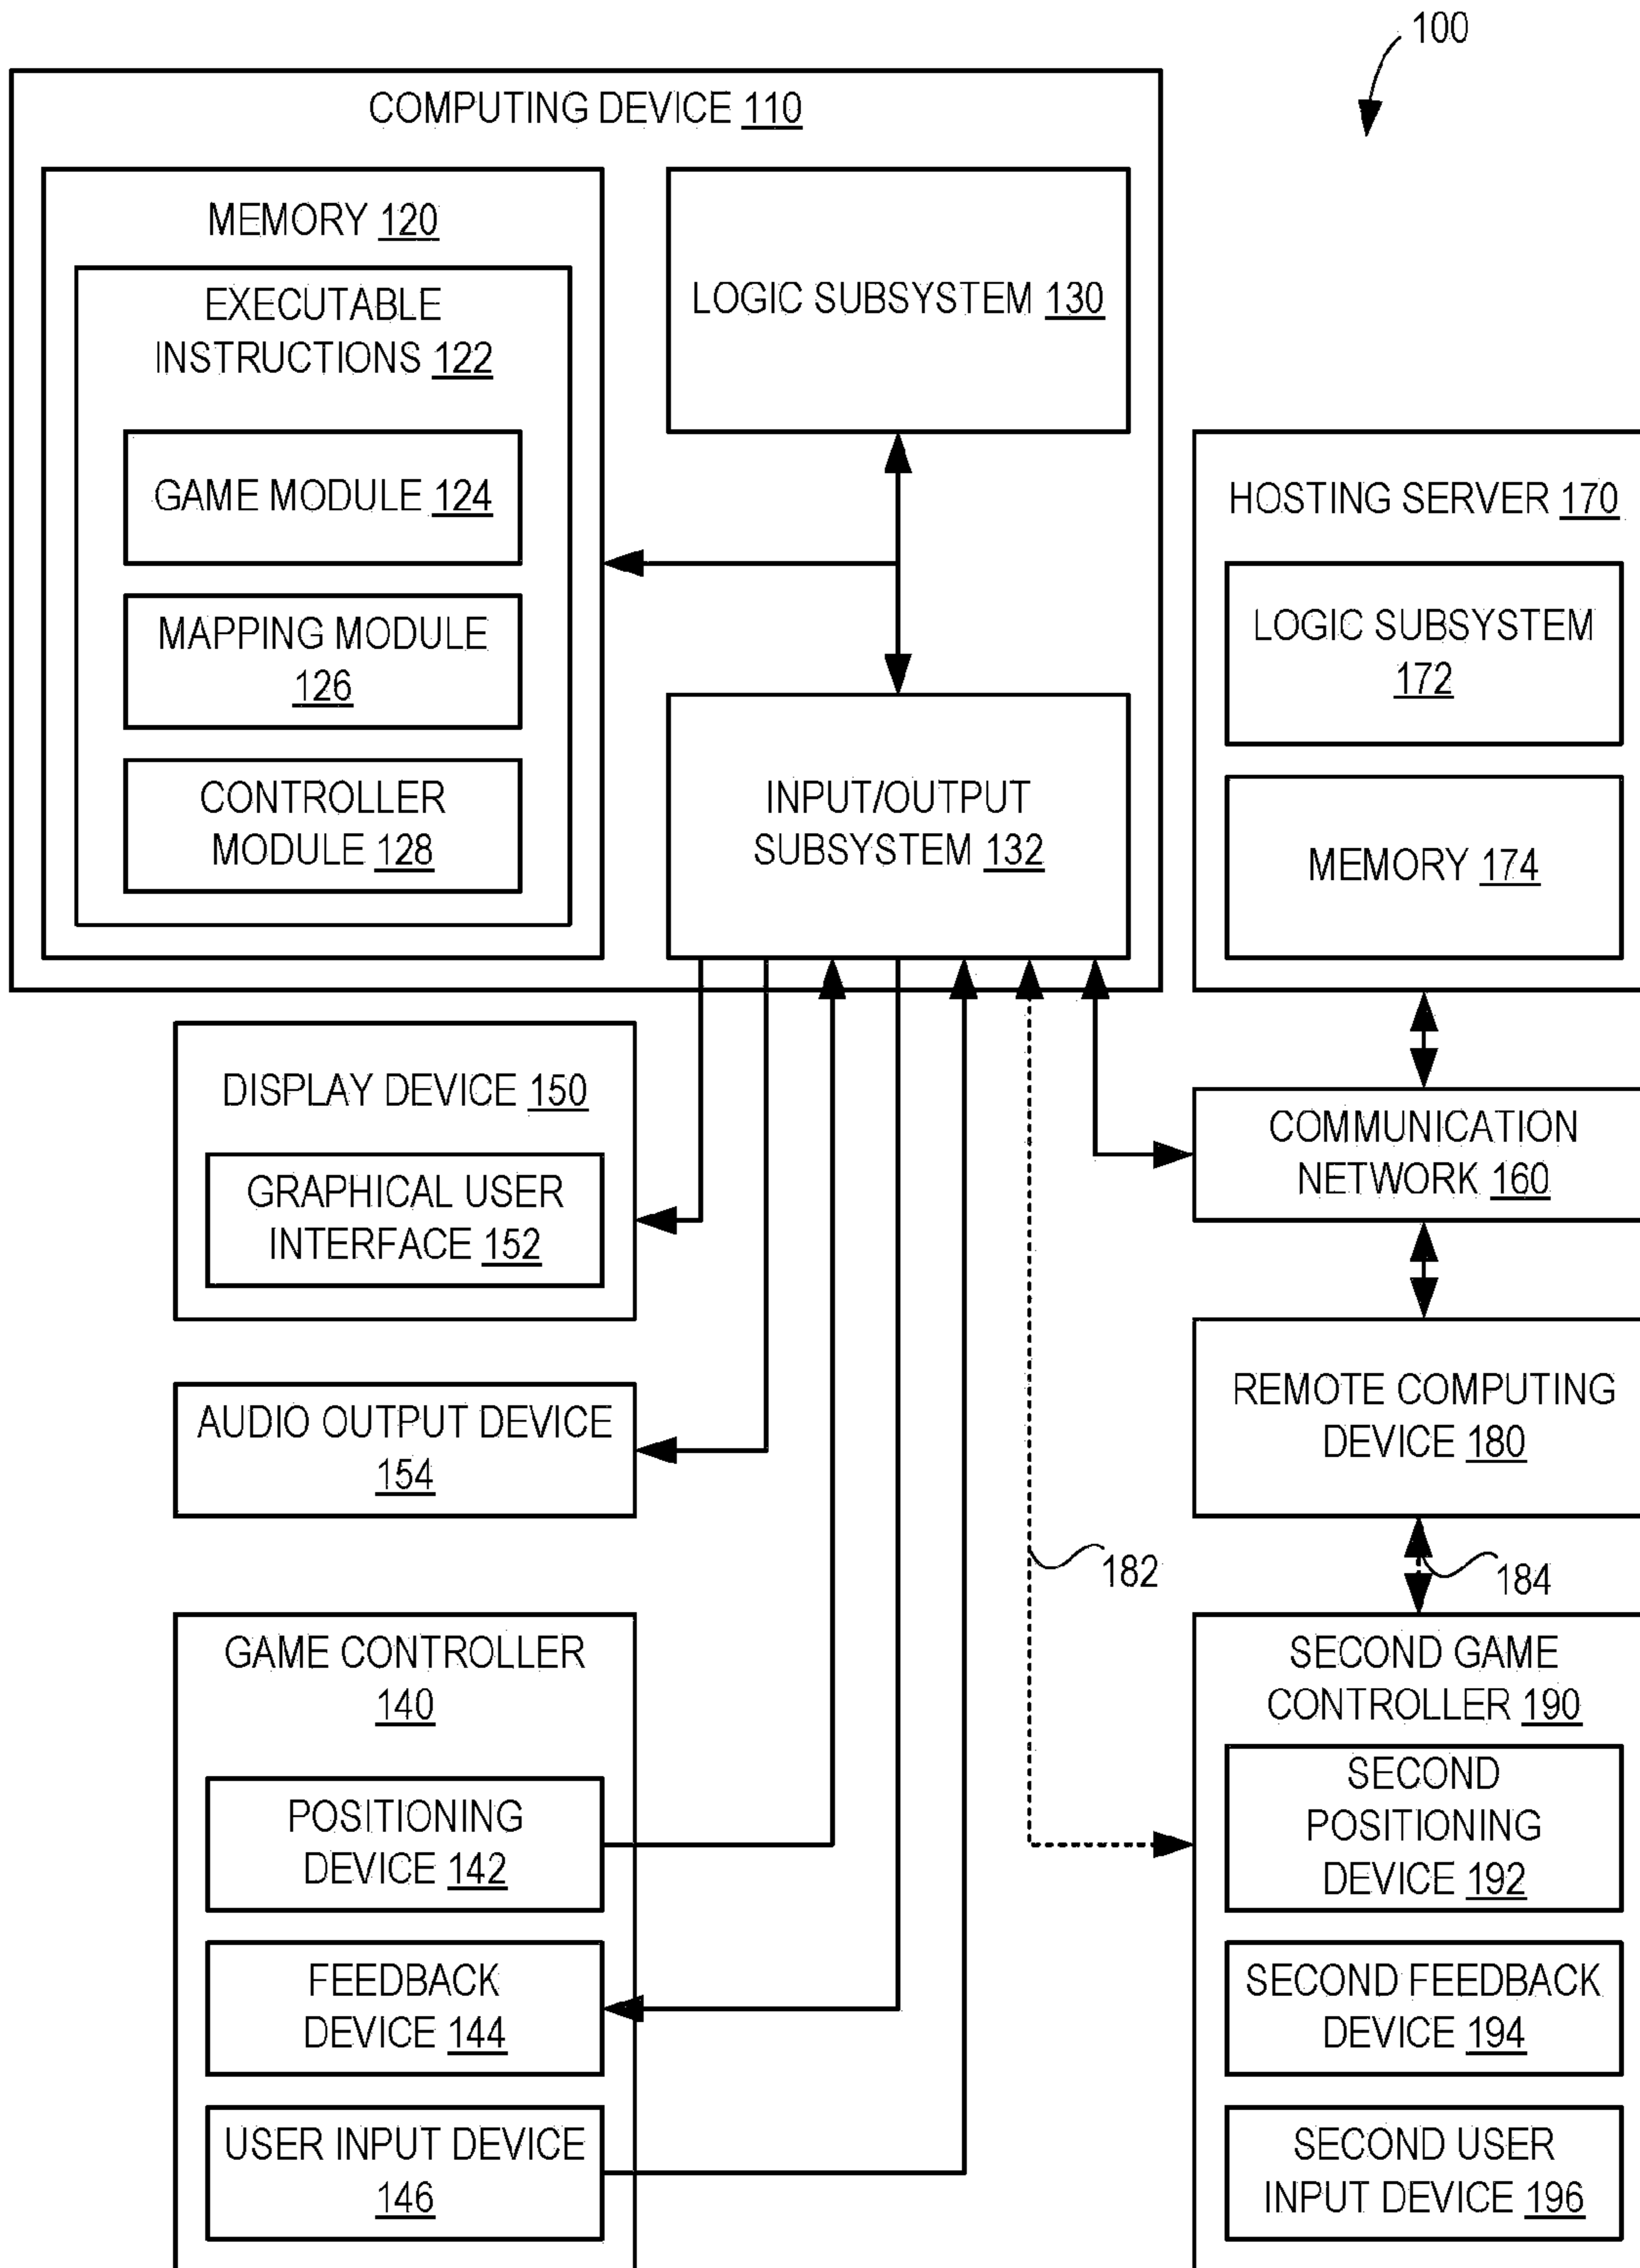 100
COMPUTING DEVICE 110
MEMORY 120
EXECUTABLE
INSTRUCTIONS 122
GAME MODULE 124
MAPPING MODULE
126
CONTROLLER
MODULE 128
LOGIC SUBSYSTEM 130
INPUT/OUTPUT
SUBSYSTEM 132
HOSTING SERVER 170
LOGIC SUBSYSTEM
172
MEMORY 174
DISPLAY DEVICE 150
GRAPHICAL USER
INTERFACE 152
COMMUNICATION
NETWORK 160
AUDIO OUTPUT DEVICE
154
REMOTE COMPUTING
DEVICE 180
182
184
GAME CONTROLLER
140
POSITIONING
DEVICE 142
FEEDBACK
DEVICE 144
USER INPUT DEVICE
146
SECOND GAME
CONTROLLER 190
SECOND
POSITIONING
DEVICE 192
SECOND FEEDBACK
DEVICE 194
SECOND USER
INPUT DEVICE 196